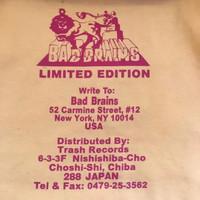 BAD BRAINS
LIMITED EDITION
Write To:
Bad Brains
52 Carmine Street, #12
New York, NY 10014
USA
Distributed By:
Trash Records
6-3-3F Nishishiba-Cho
Choshi-Shi, Chiba
288 JAPAN
Tel & Fax: 0479-25-3562